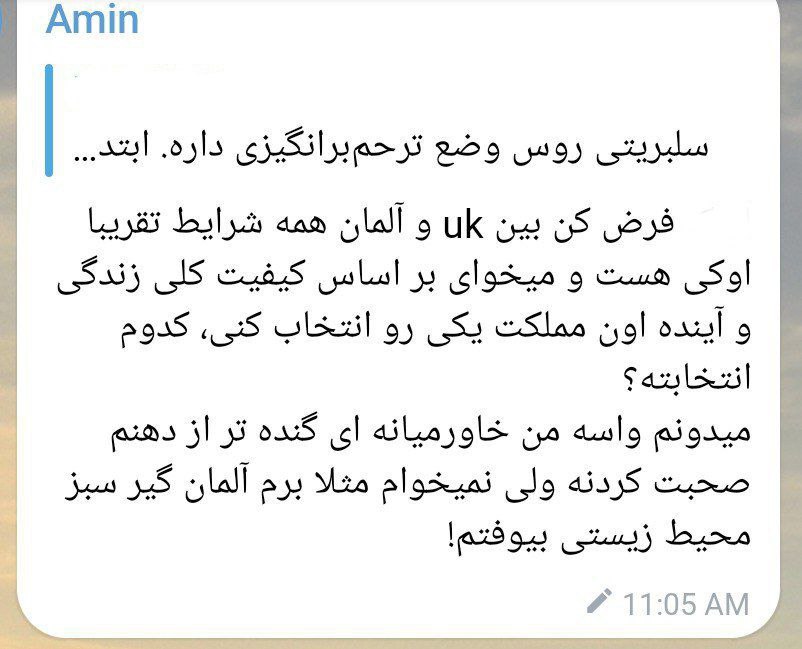 Amin
سلبریتی روس وضع ترحم‌برانگیزی داره. ابتد...
فرض کن بین uk و آلمان همه شرایط تقریبا
اوکی هست و میخوای بر اساس کیفیت کلی زندگی
و آینده اون مملکت یکی رو انتخاب کنی، کدوم
انتخابته؟
میدونم واسه من خاورمیانه ای گنده تر از دهنم
صحبت کردنه ولی نمیخوام مثلا برم آلمان گیر سبز
محیط زیستی بیوفتم!
11:05 AM